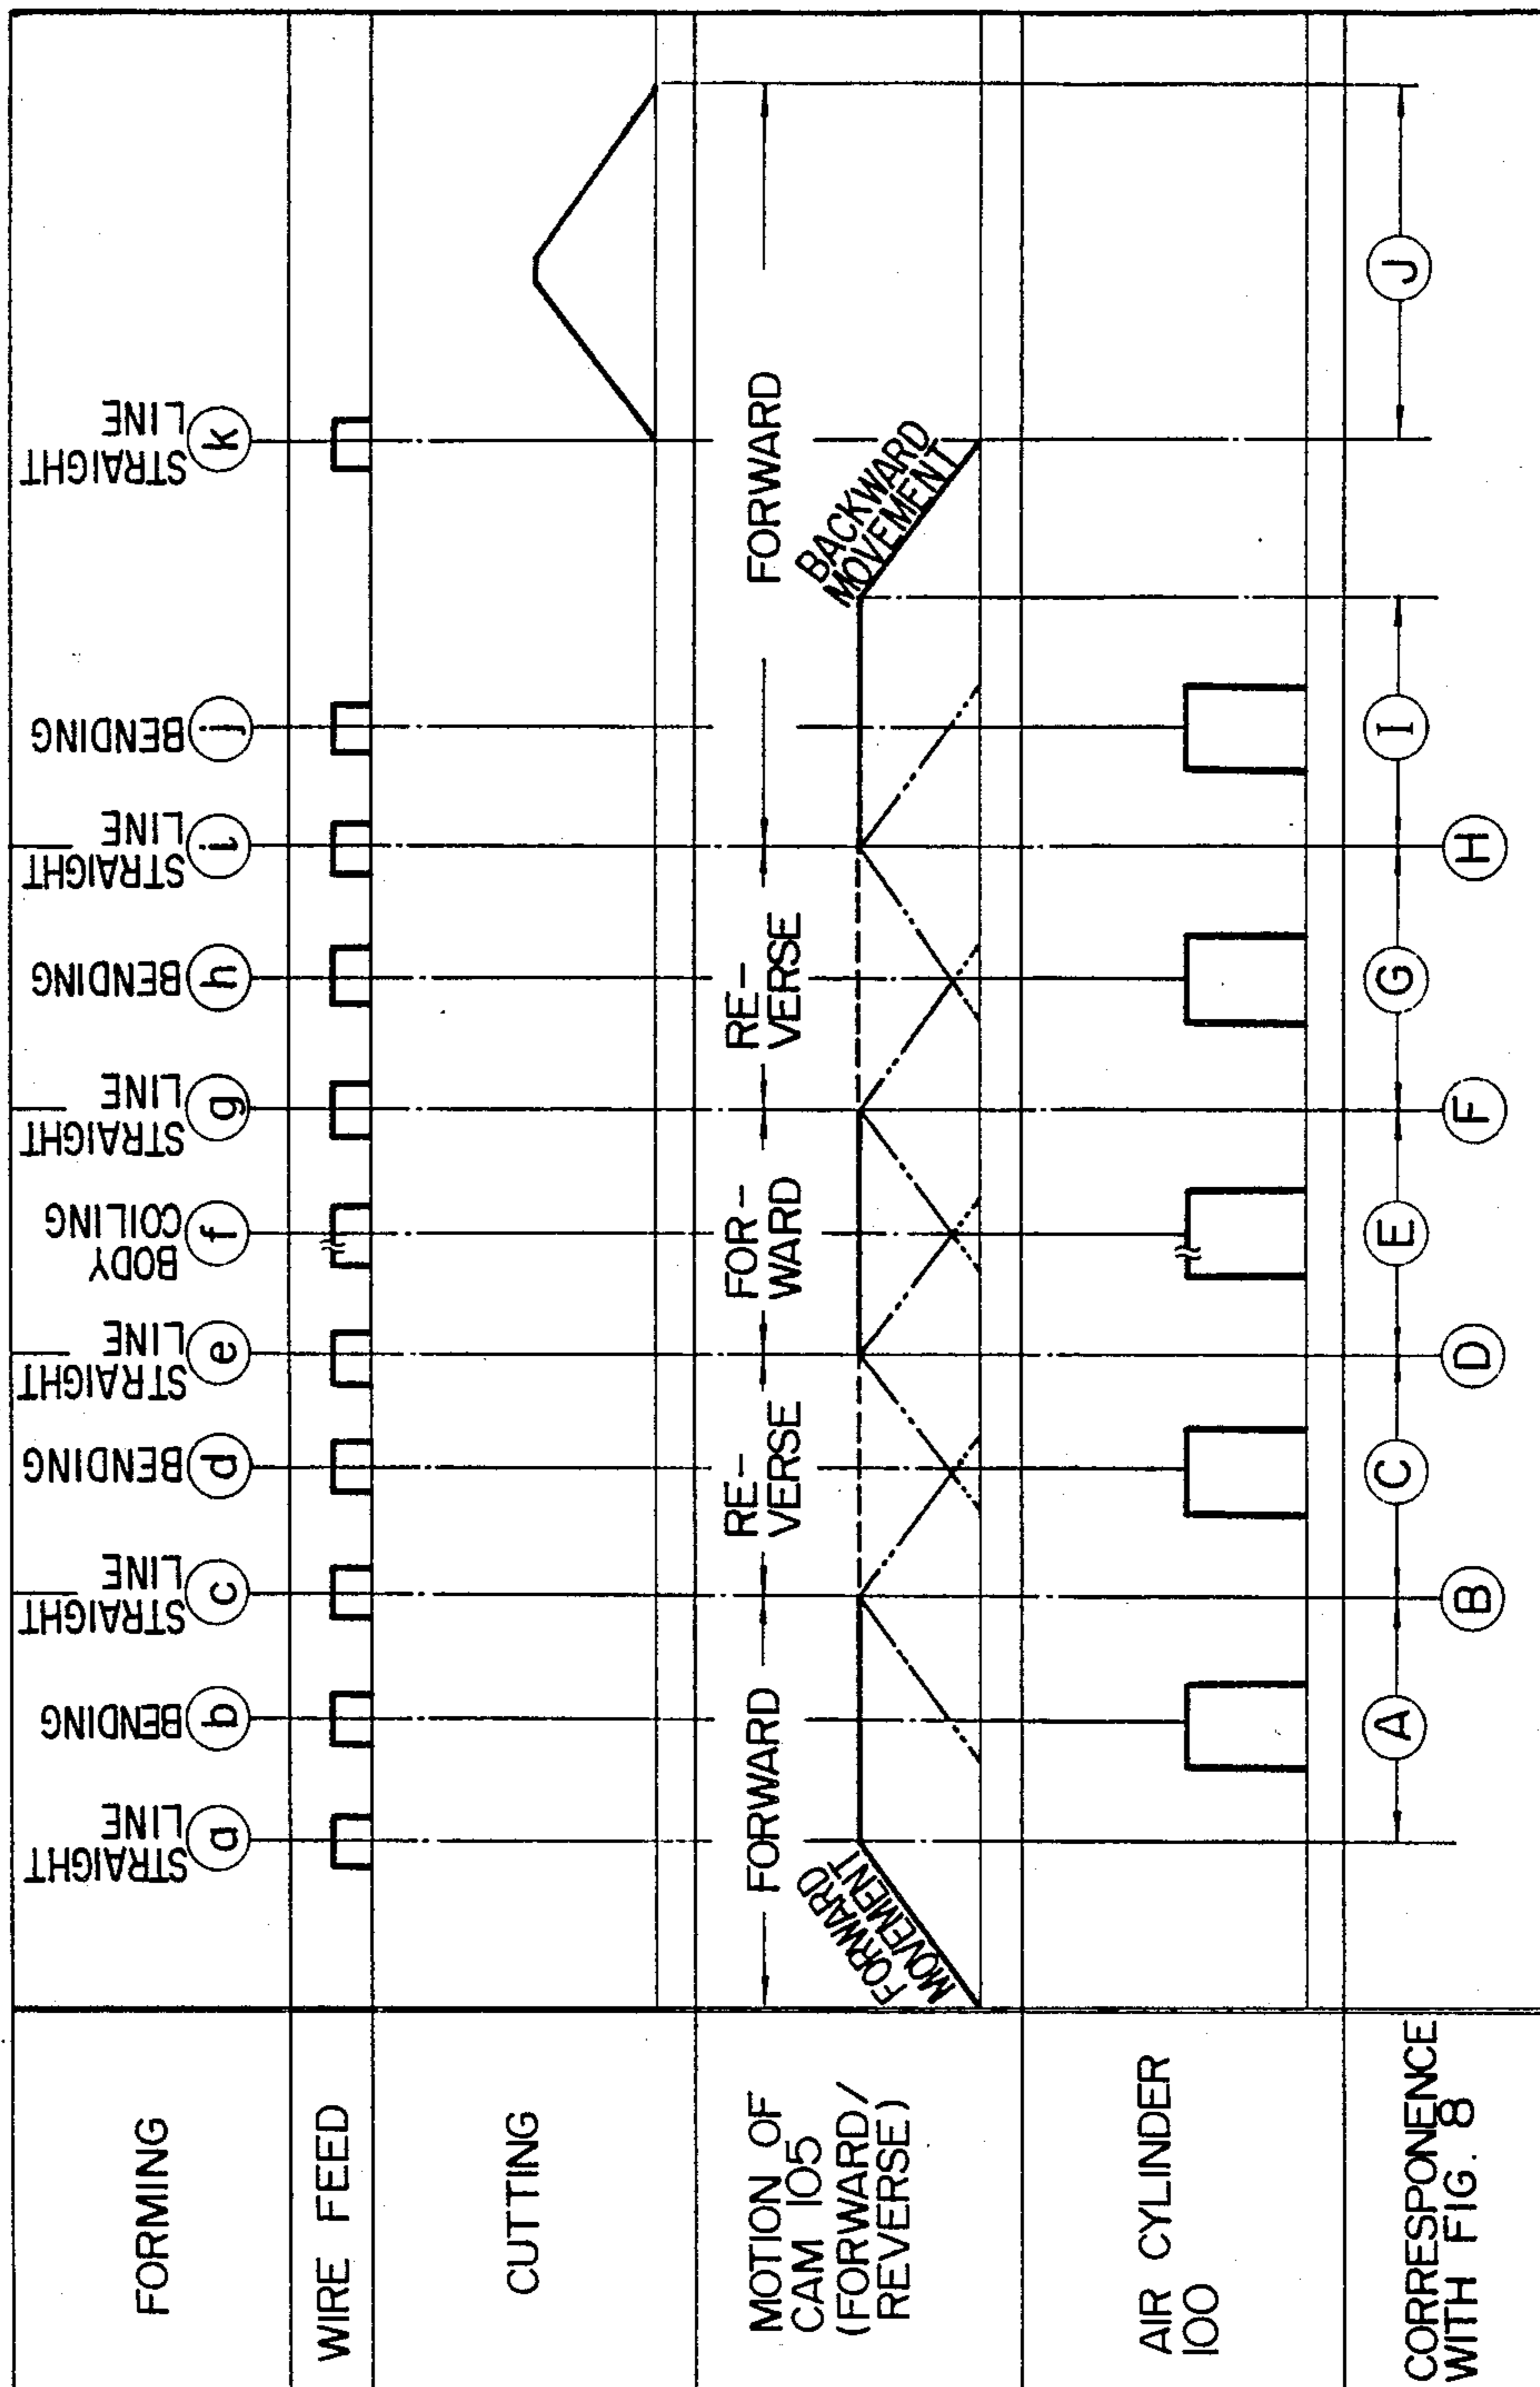 FORMING
STRAIGHT
LINE
a
BENDING
b
STRAIGHT
LINE
c
BENDING
d
STRAIGHT
LINE
e
BODY
COILING
f
STRAIGHT
LINE
g
BENDING
h
STRAIGHT
LINE
i
BENDING
j
STRAIGHT
LINE
k
WIRE FEED
CUTTING
MOTION OF
CAM 105
(FORWARD/
REVERSE)
FORWARD
RE-
VERSE
FOR-
WARD
RE-
VERSE
FORWARD
FORWARD
MOVEMENT
BACKWARD
MOVEMENT
AIR CYLINDER
100
CORRESPONENCE
WITH FIG. 8
A
B
C
D
E
F
G
H
I
J